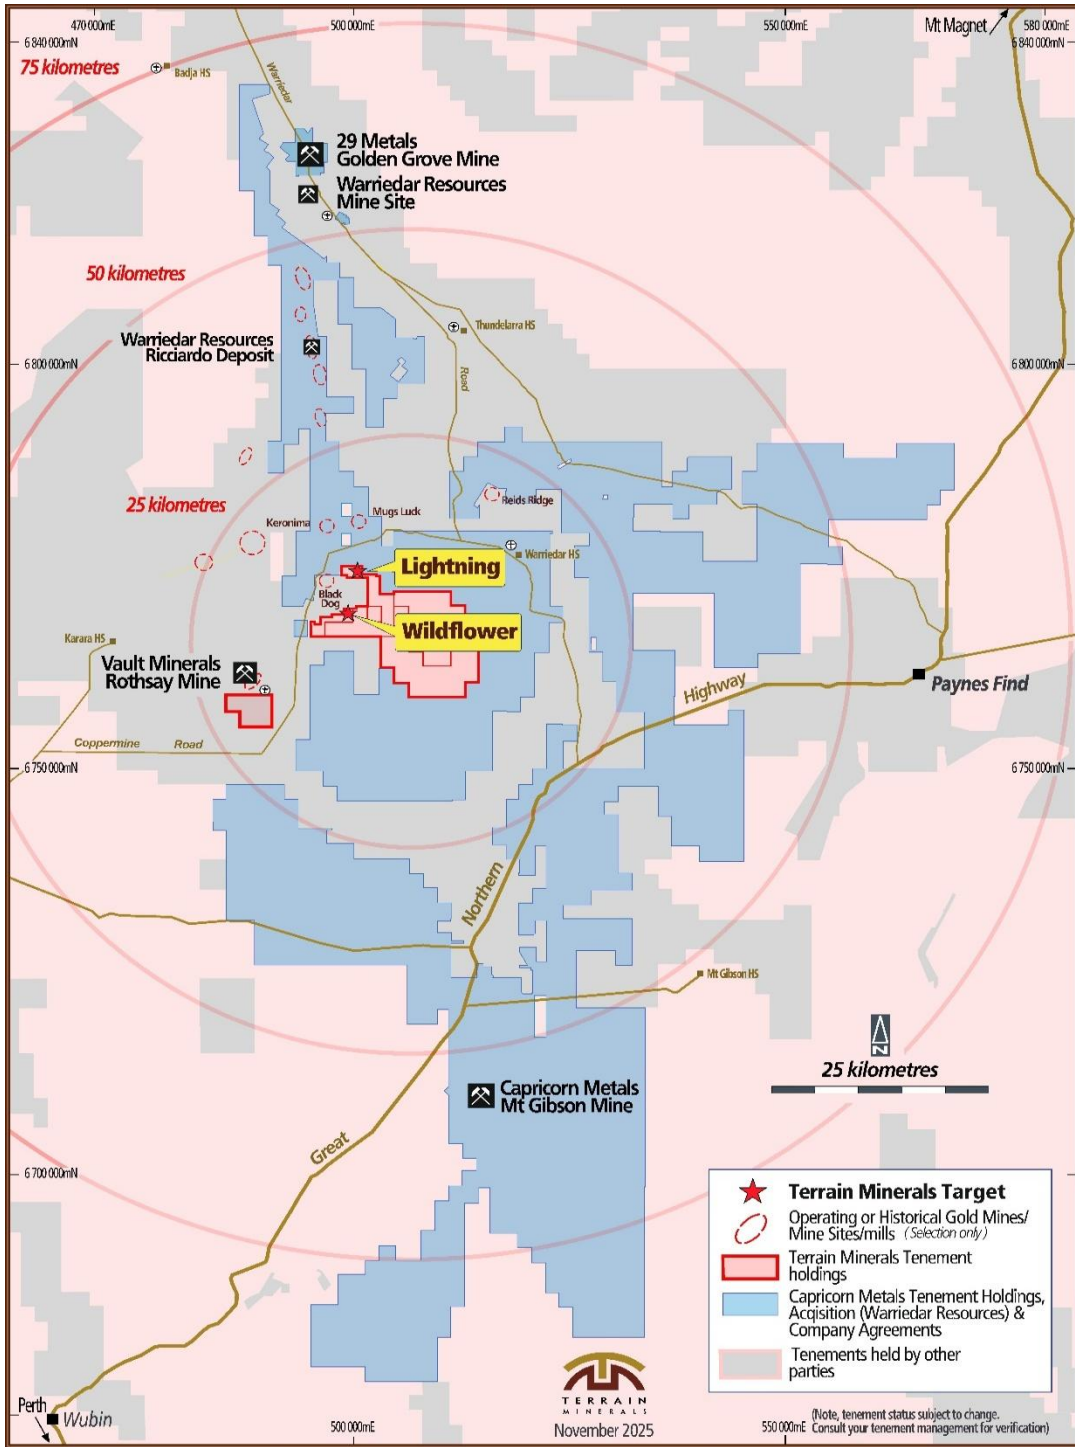 470 000mE
500 000mE
550 000mE
580 000mE
Mt Magnet
6 840 000mN
6 840 000mN
75 kilometres
Badja HS
Warriedar
29 Metals
Golden Grove Mine
Warriedar Resources
Mine Site
50 kilometres
Thundelarra HS
Warriedar Resources
Ricciardo Deposit
6 800 000mN
6 800 000mN
Road
25 kilometres
Reids Ridge
Mugs Luck
Keronima
Warriedar HS
Lightning
Black
Dog
Wildflower
Karara HS
Vault Minerals
Rothsay Mine
Paynes Find
Highway
Coppermine Road
6 750 000mN
6 750 000mN
Northern
Mt Gibson HS
N
25 kilometres
Capricorn Metals
Mt Gibson Mine
Great
6 700 000mN
Terrain Minerals Target
Operating or Historical Gold Mines/
Mine Sites/mills (Selection only)
Terrain Minerals Tenement
holdings
Capricorn Metals Tenement Holdings,
Acqisition (Warriedar Resources) &
Company Agreements
Tenements held by other
parties
Perth
Wubin
TERRAIN
MINERALS
November 2025
500 000mE
550 000mE
(Note, tenement status subject to change.
Consult your tenement management for verification)